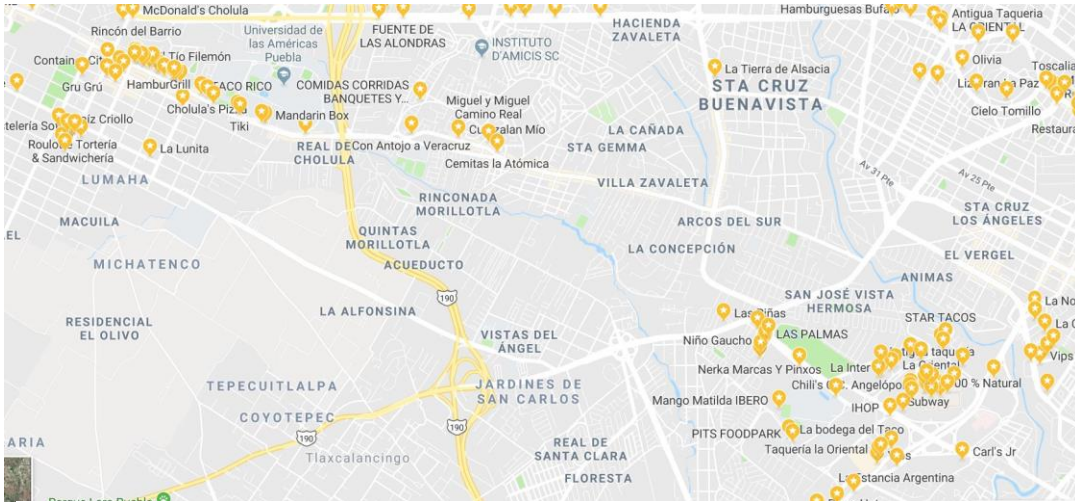 McDonald's Cholula
Rincón del Barrio
Universidad de
las Américas
Puebla
FUENTE DE
LAS ALONDRAS
INSTITUTO
D'AMICIS SC
HACIENDA
ZAVALETA
Hamburguesas Bufalo
Antigua Taqueria
LA ORIENTAL
Tío Filemón
Gru Grú
HamburGrill
TACO RICO
COMIDAS CORRIDAS
BANQUETES Y...
La Tierra de Alsacia
STA CRUZ
BUENAVISTA
Olivia
La Paz
Cielo Tomillo
Cholula's Pizza
Tiki
Mandarin Box
Miguel y Miguel
Camino Real
Mío
LA CAÑADA
Criollo
REAL DE
CHOLULA
Con Antojo a Veracruz
Cemitas la Atómica
STA GEMMA
Tortería
& Sandwichería
La Lunita
LUMAHA
VILLA ZAVALETA
Av 31 Pte
Av 25 Pte
RINCONADA
MORILLOTLA
STA CRUZ
LOS ÁNGELES
MACUILA
QUINTAS
MORILLOTLA
ARCOS DEL SUR
LA CONCEPCIÓN
EL VERGEL
MICHATENCO
ACUEDUCTO
ANIMAS
190
SAN JOSÉ VISTA
HERMOSA
LA ALFONSINA
RESIDENCIAL
EL OLIVO
VISTAS DEL
ÁNGEL
STAR TACOS
LAS PALMAS
Niño Gaucho
Vips
Nerka Marcas Y Pinxos
La Inter
La Oriental
Chili's
Angelópo
100 % Natural
TEPECUITLALPA
JARDINES DE
SAN CARLOS
Mango Matilda IBERO
IHOP
Subway
COYOTEPEC
190
190
PITS FOODPARK
La bodega del Taco
Taquería la Oriental
Carl's Jr
REAL DE
SANTA CLARA
Tlaxcalancingo
FLORESTA
Estancia Argentina